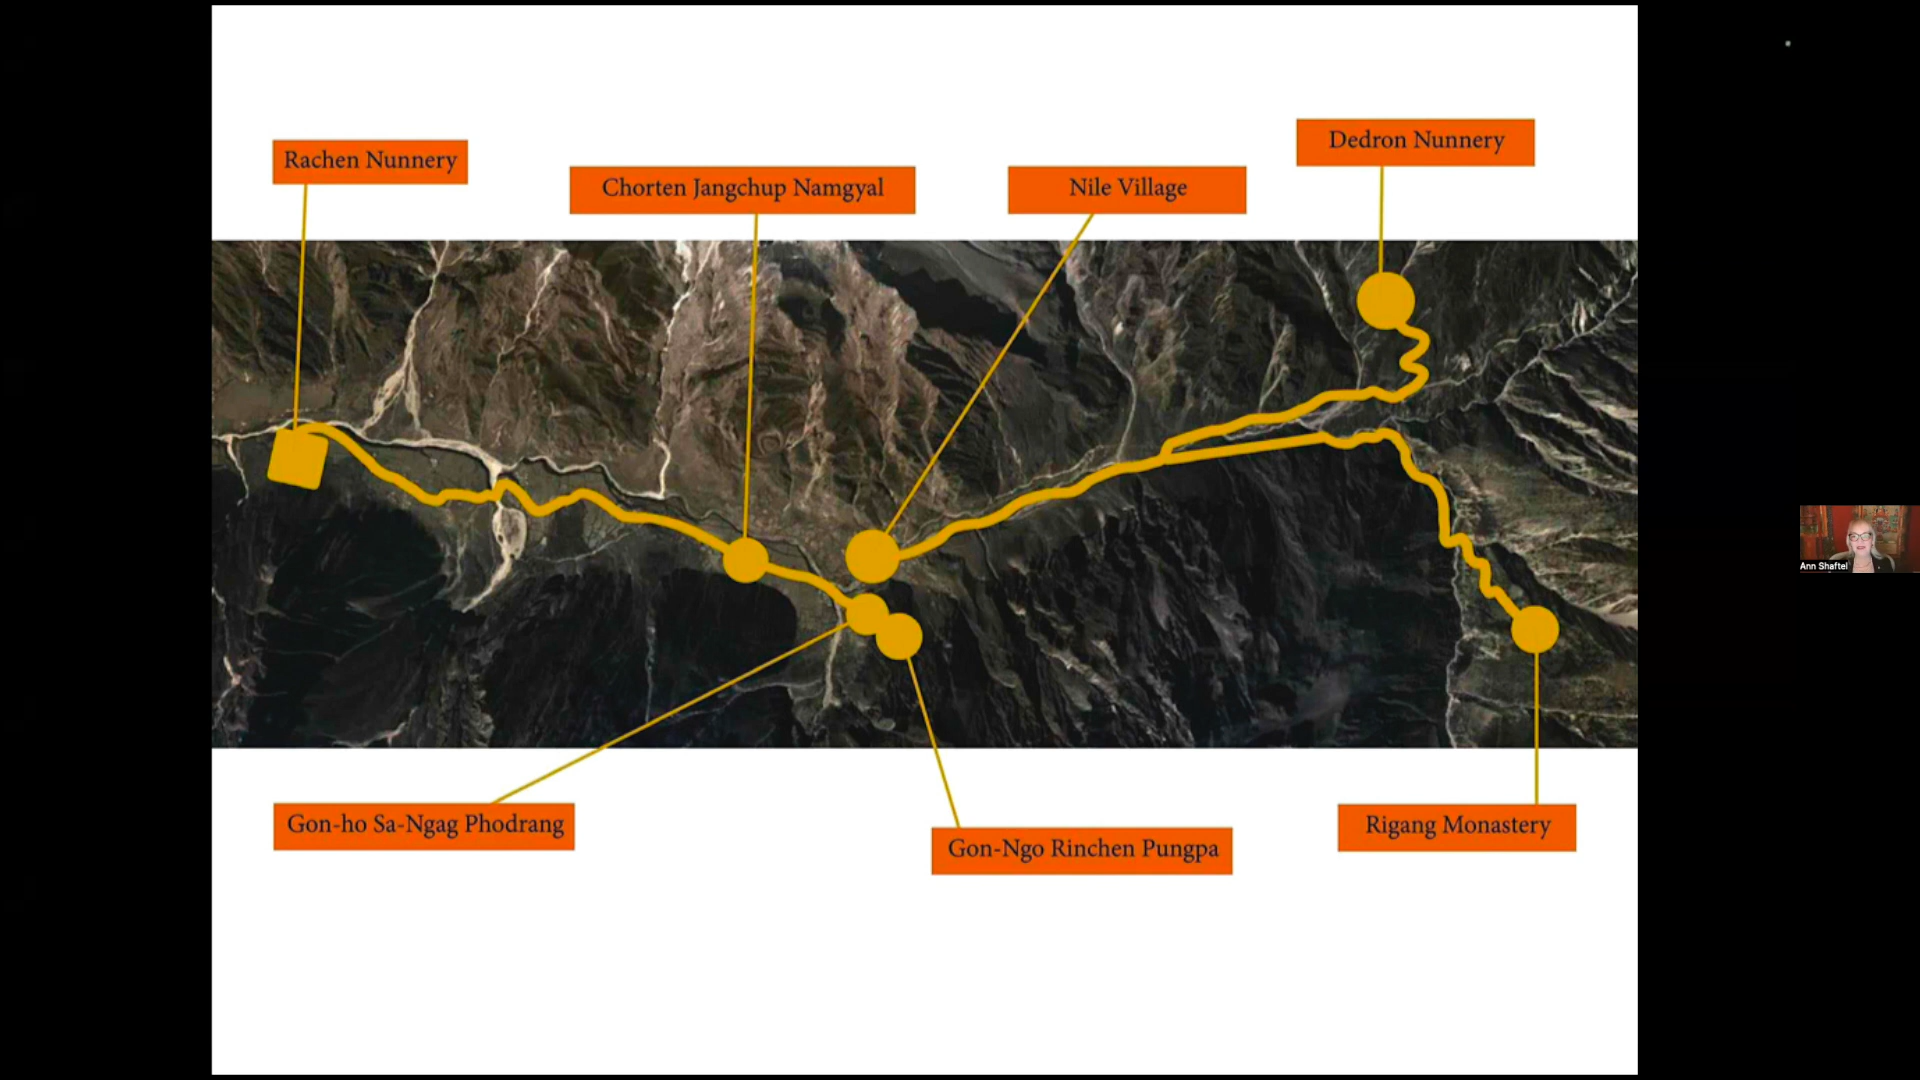 Dedron Nunnery
Rachen Nunnery
Chorten Jangchup Namgyal
Nile Village
Ann Shaftel
Gon-ho Sa-Ngag Phodrang
Rigang Monastery
Gon-Ngo Rinchen Pungpa